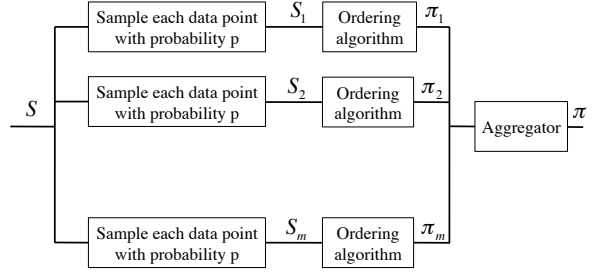 S
Sample each data point
with probability p
S₁
Ordering
algorithm
π₁
Sample each data point
with probability p
S₂
Ordering
algorithm
π₂
Aggregator
π
Sample each data point
with probability p
Sₘ
Ordering
algorithm
πₘ